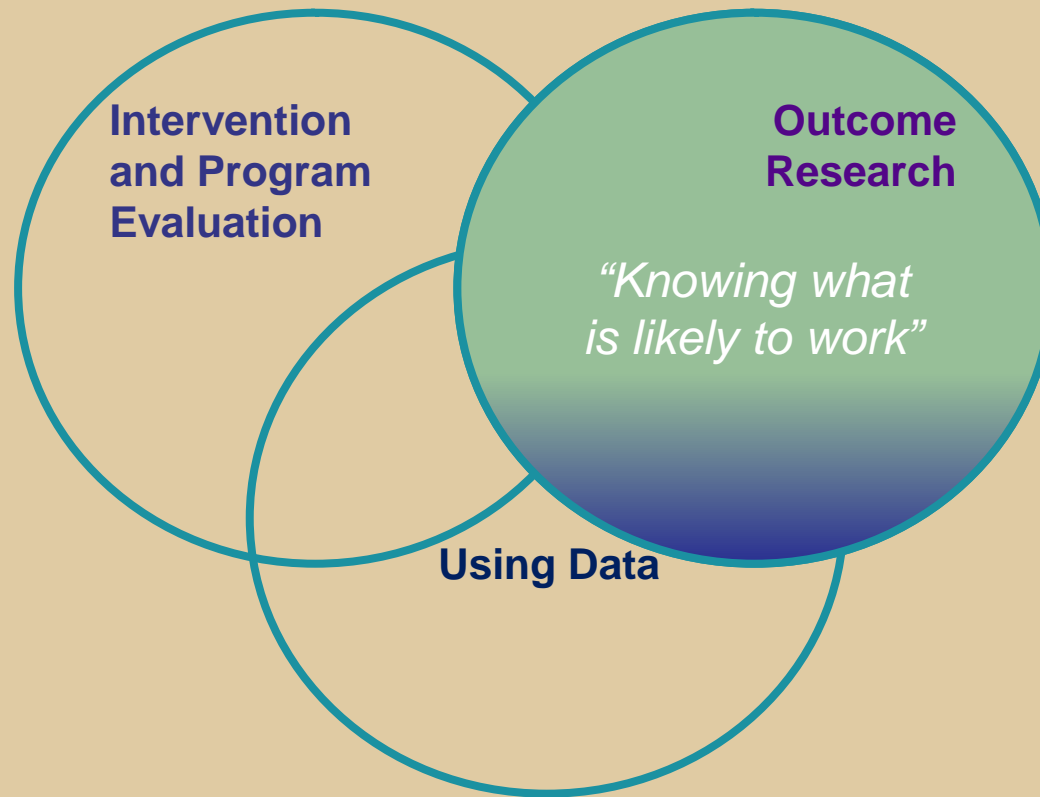 Intervention
and Program
Evaluation
Outcome
Research
“Knowing what
is likely to work”
Using Data